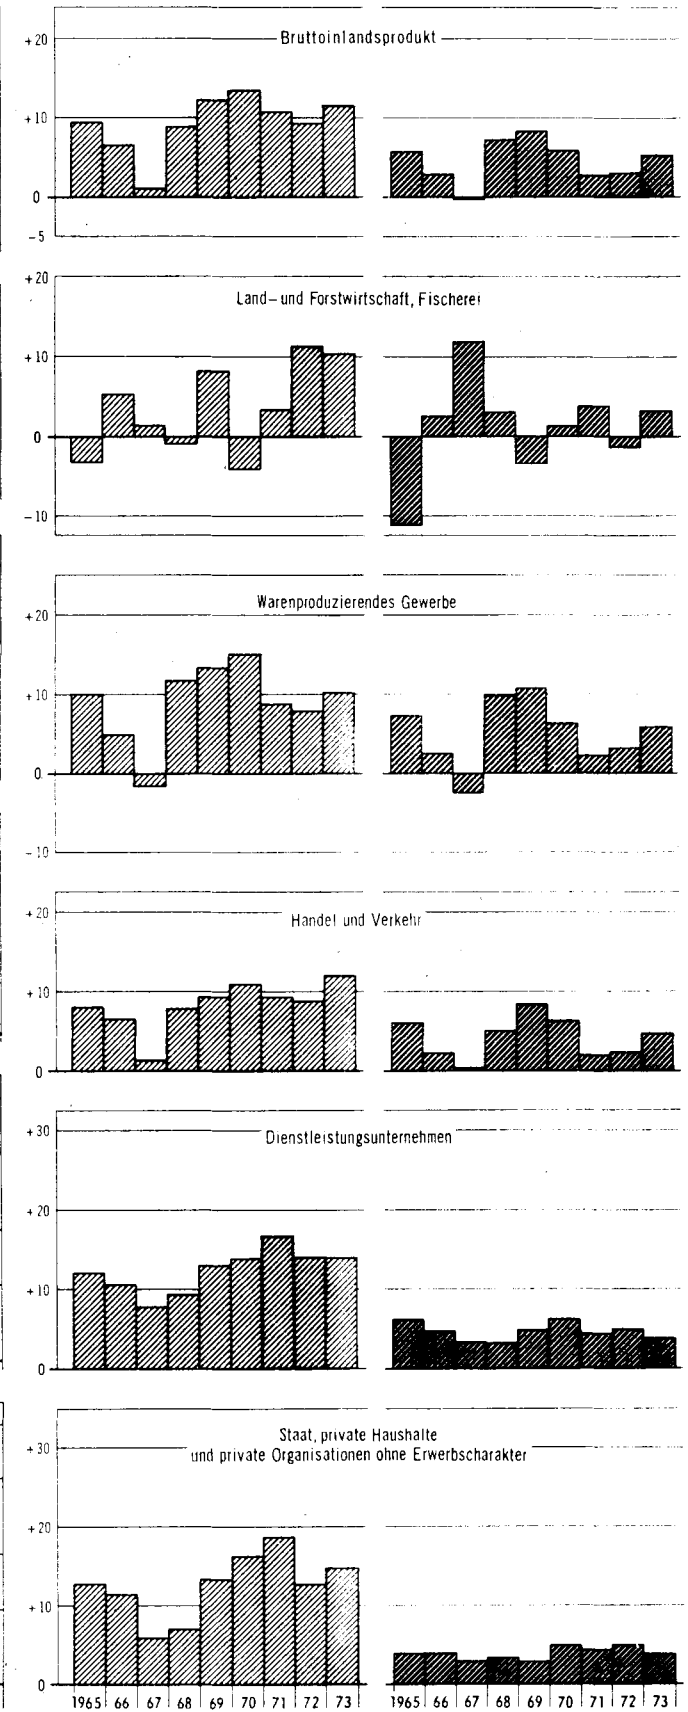 +20
Bruttoinlandsprodukt
+10
0
-5
+20
Land- und Forstwirtschaft, Fischerei
+10
0
-10
Warenproduzierendes Gewerbe
+20
+10
0
-10
+20
Handel und Verkehr
+10
0
+30
Dienstleistungsunternehmen
+20
+10
0
Staat, private Haushalte
+30
und private Organisationen ohne Erwerbscharakter
+20
+10
0
1965 66 67 68 69 70 71 72 73 1965 66 67 68 69 70 71 72 73